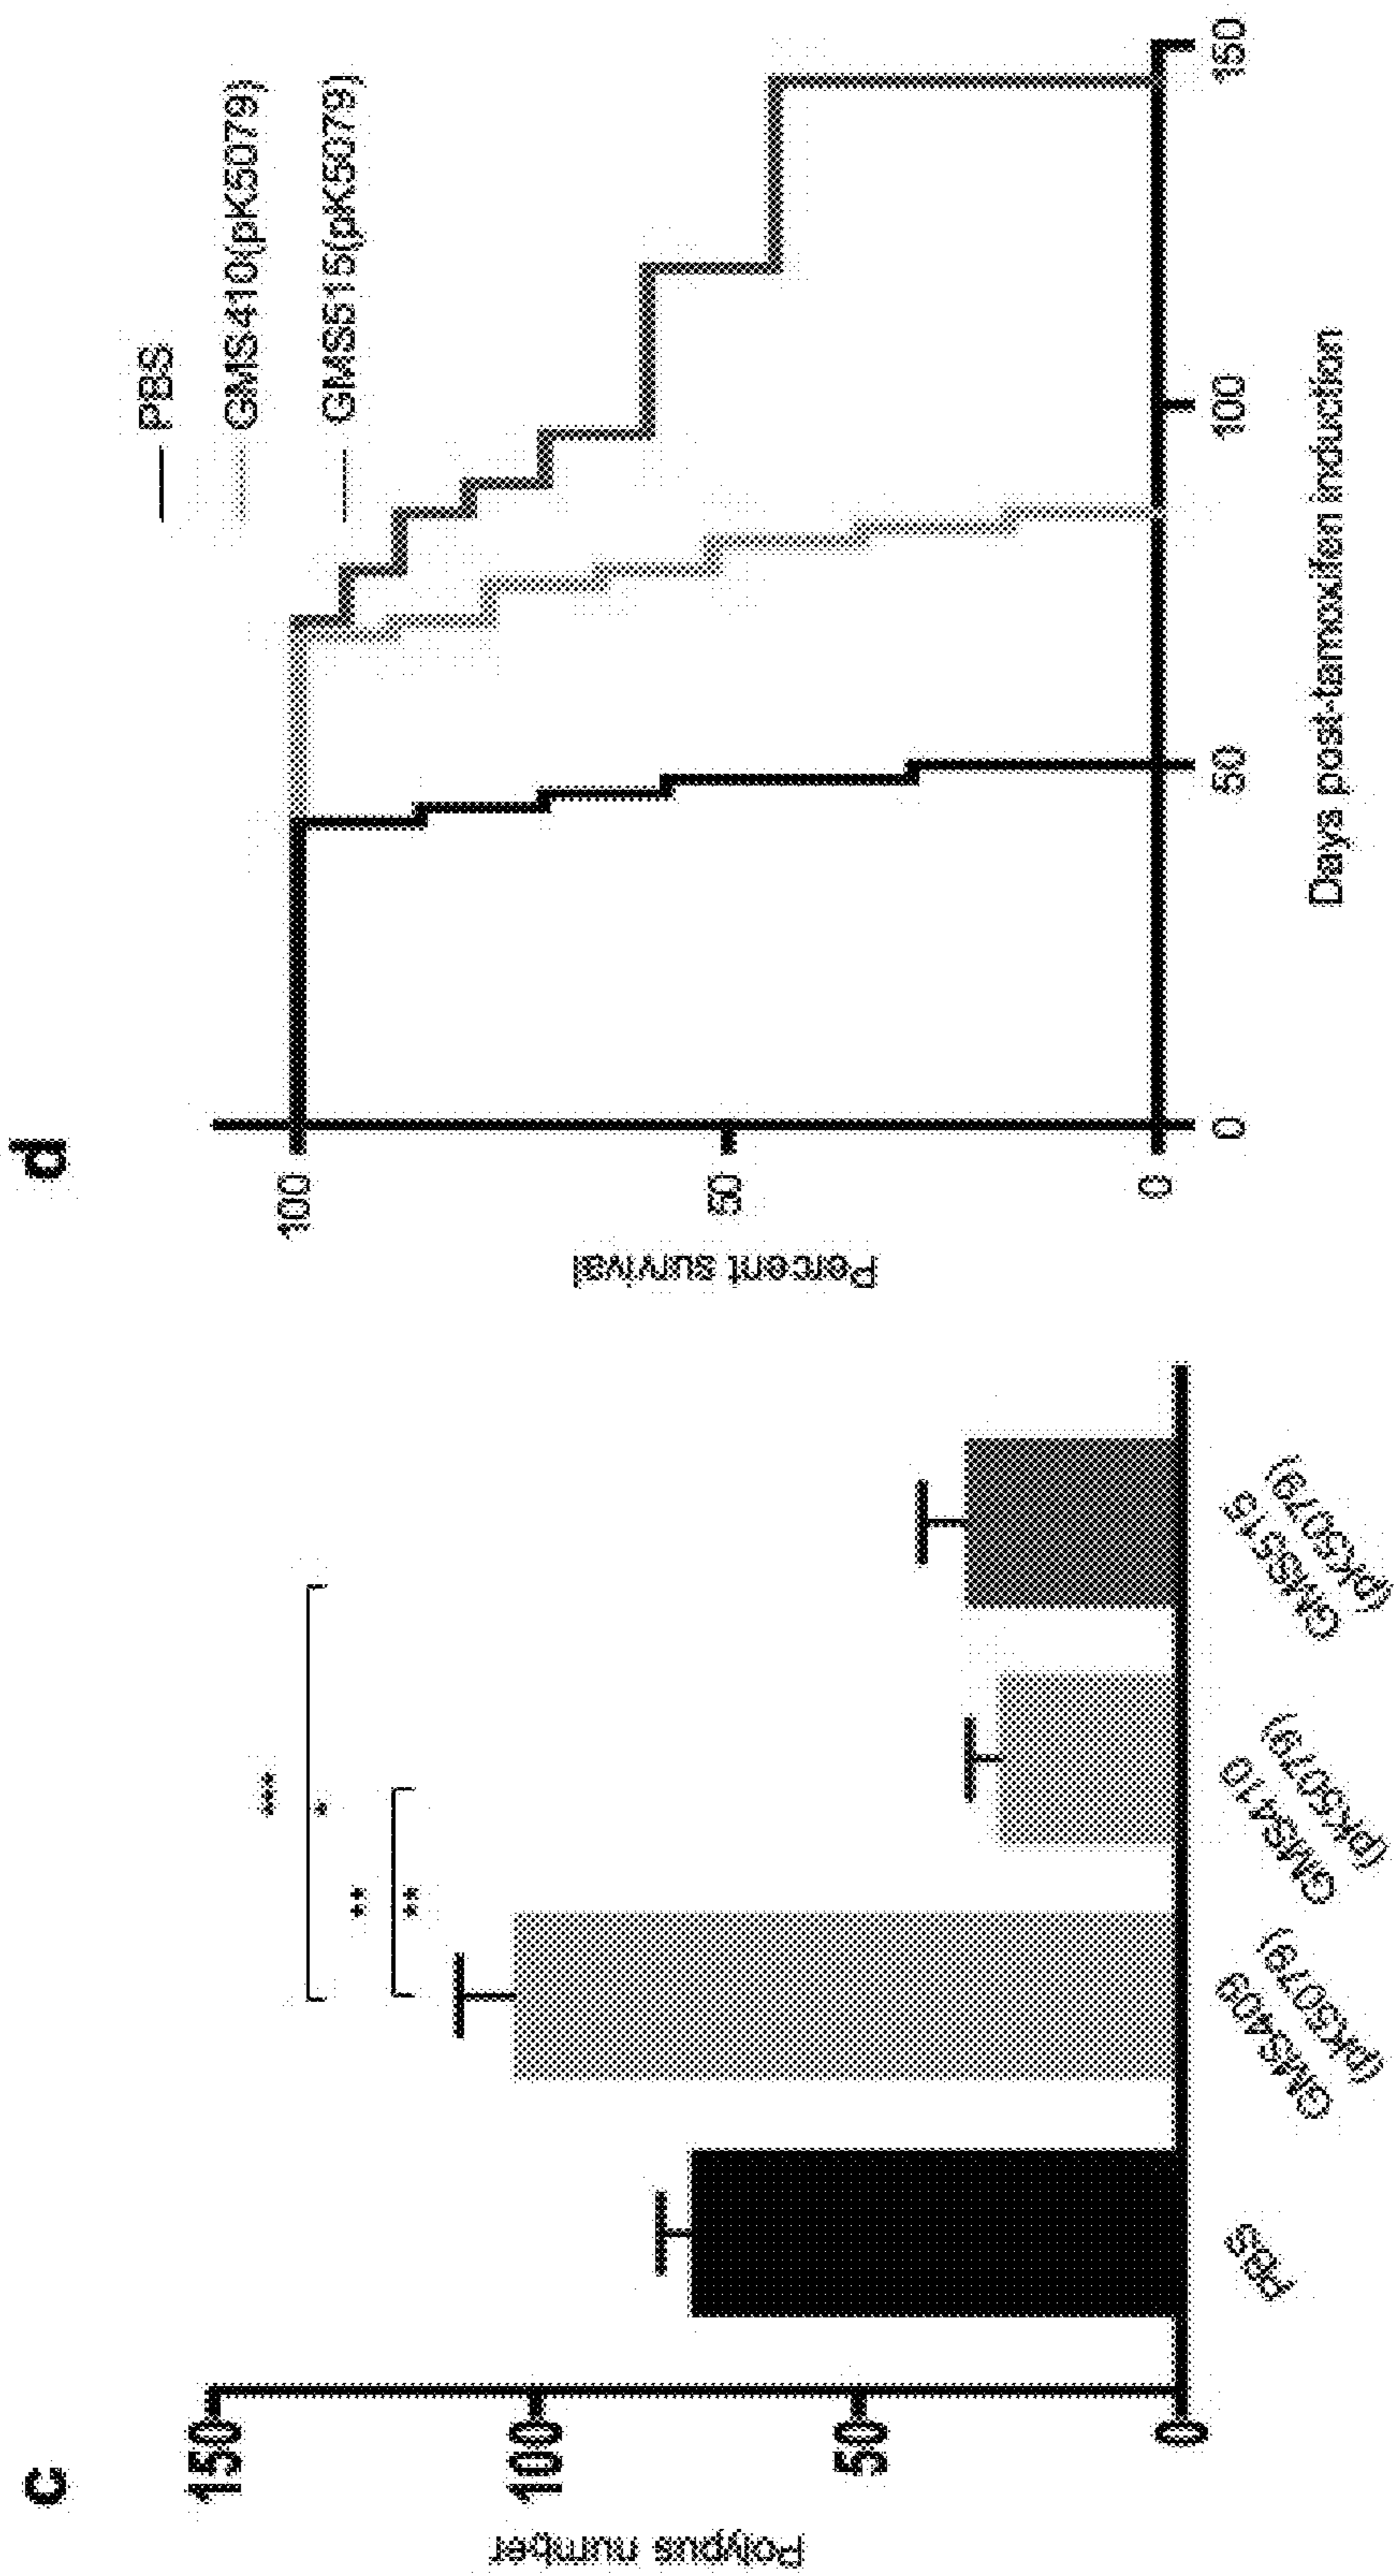 c
Polypus number
150
100
50
0
***
*
**
**
PBS
GMS409
(pK5079)
GMS410
(pK5079)
GMS515
(pK5079)
d
Percent survival
100
50
0
PBS
GMS410(pK5079)
GMS515(pK5079)
0
50
100
150
Days post-tamoxifen induction